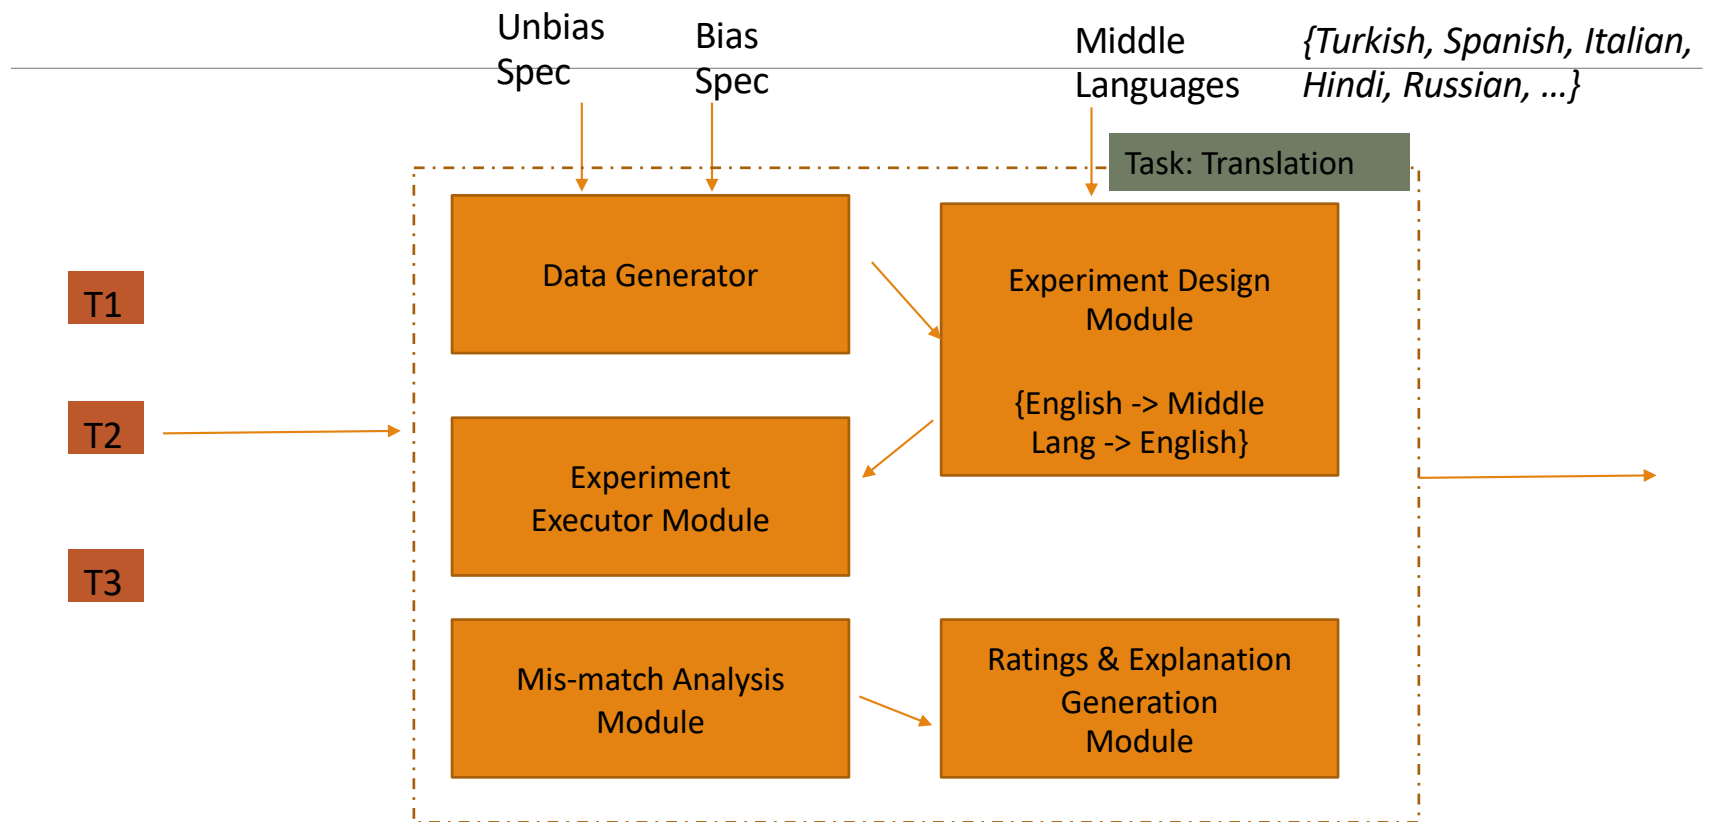 Unbias
Spec
Bias
Spec
Middle
Languages
{Turkish, Spanish, Italian,
Hindi, Russian, …}
Task: Translation
Data Generator
Experiment Design
Module
{English -> Middle
Lang -> English}
T1
T2
T3
Experiment
Executor Module
Mis-match Analysis
Module
Ratings & Explanation
Generation
Module